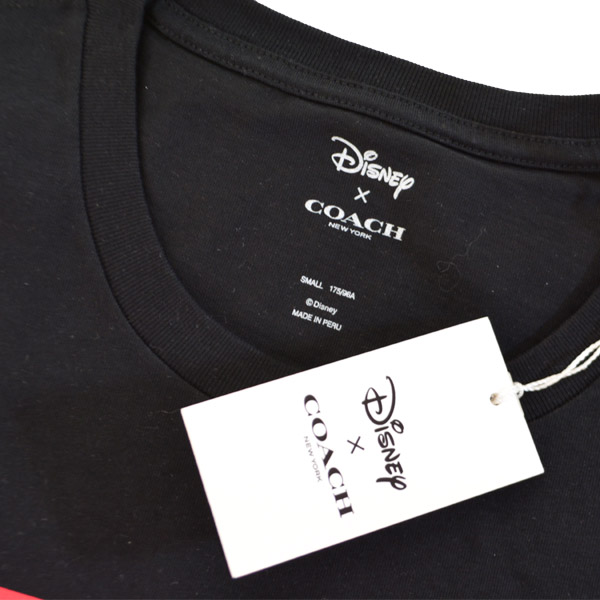 Disney
X
COACH
NEW YORK
SMALL 175/96A
©Disney
MADE IN PERU
Disney
X
COACH
NEW YORK